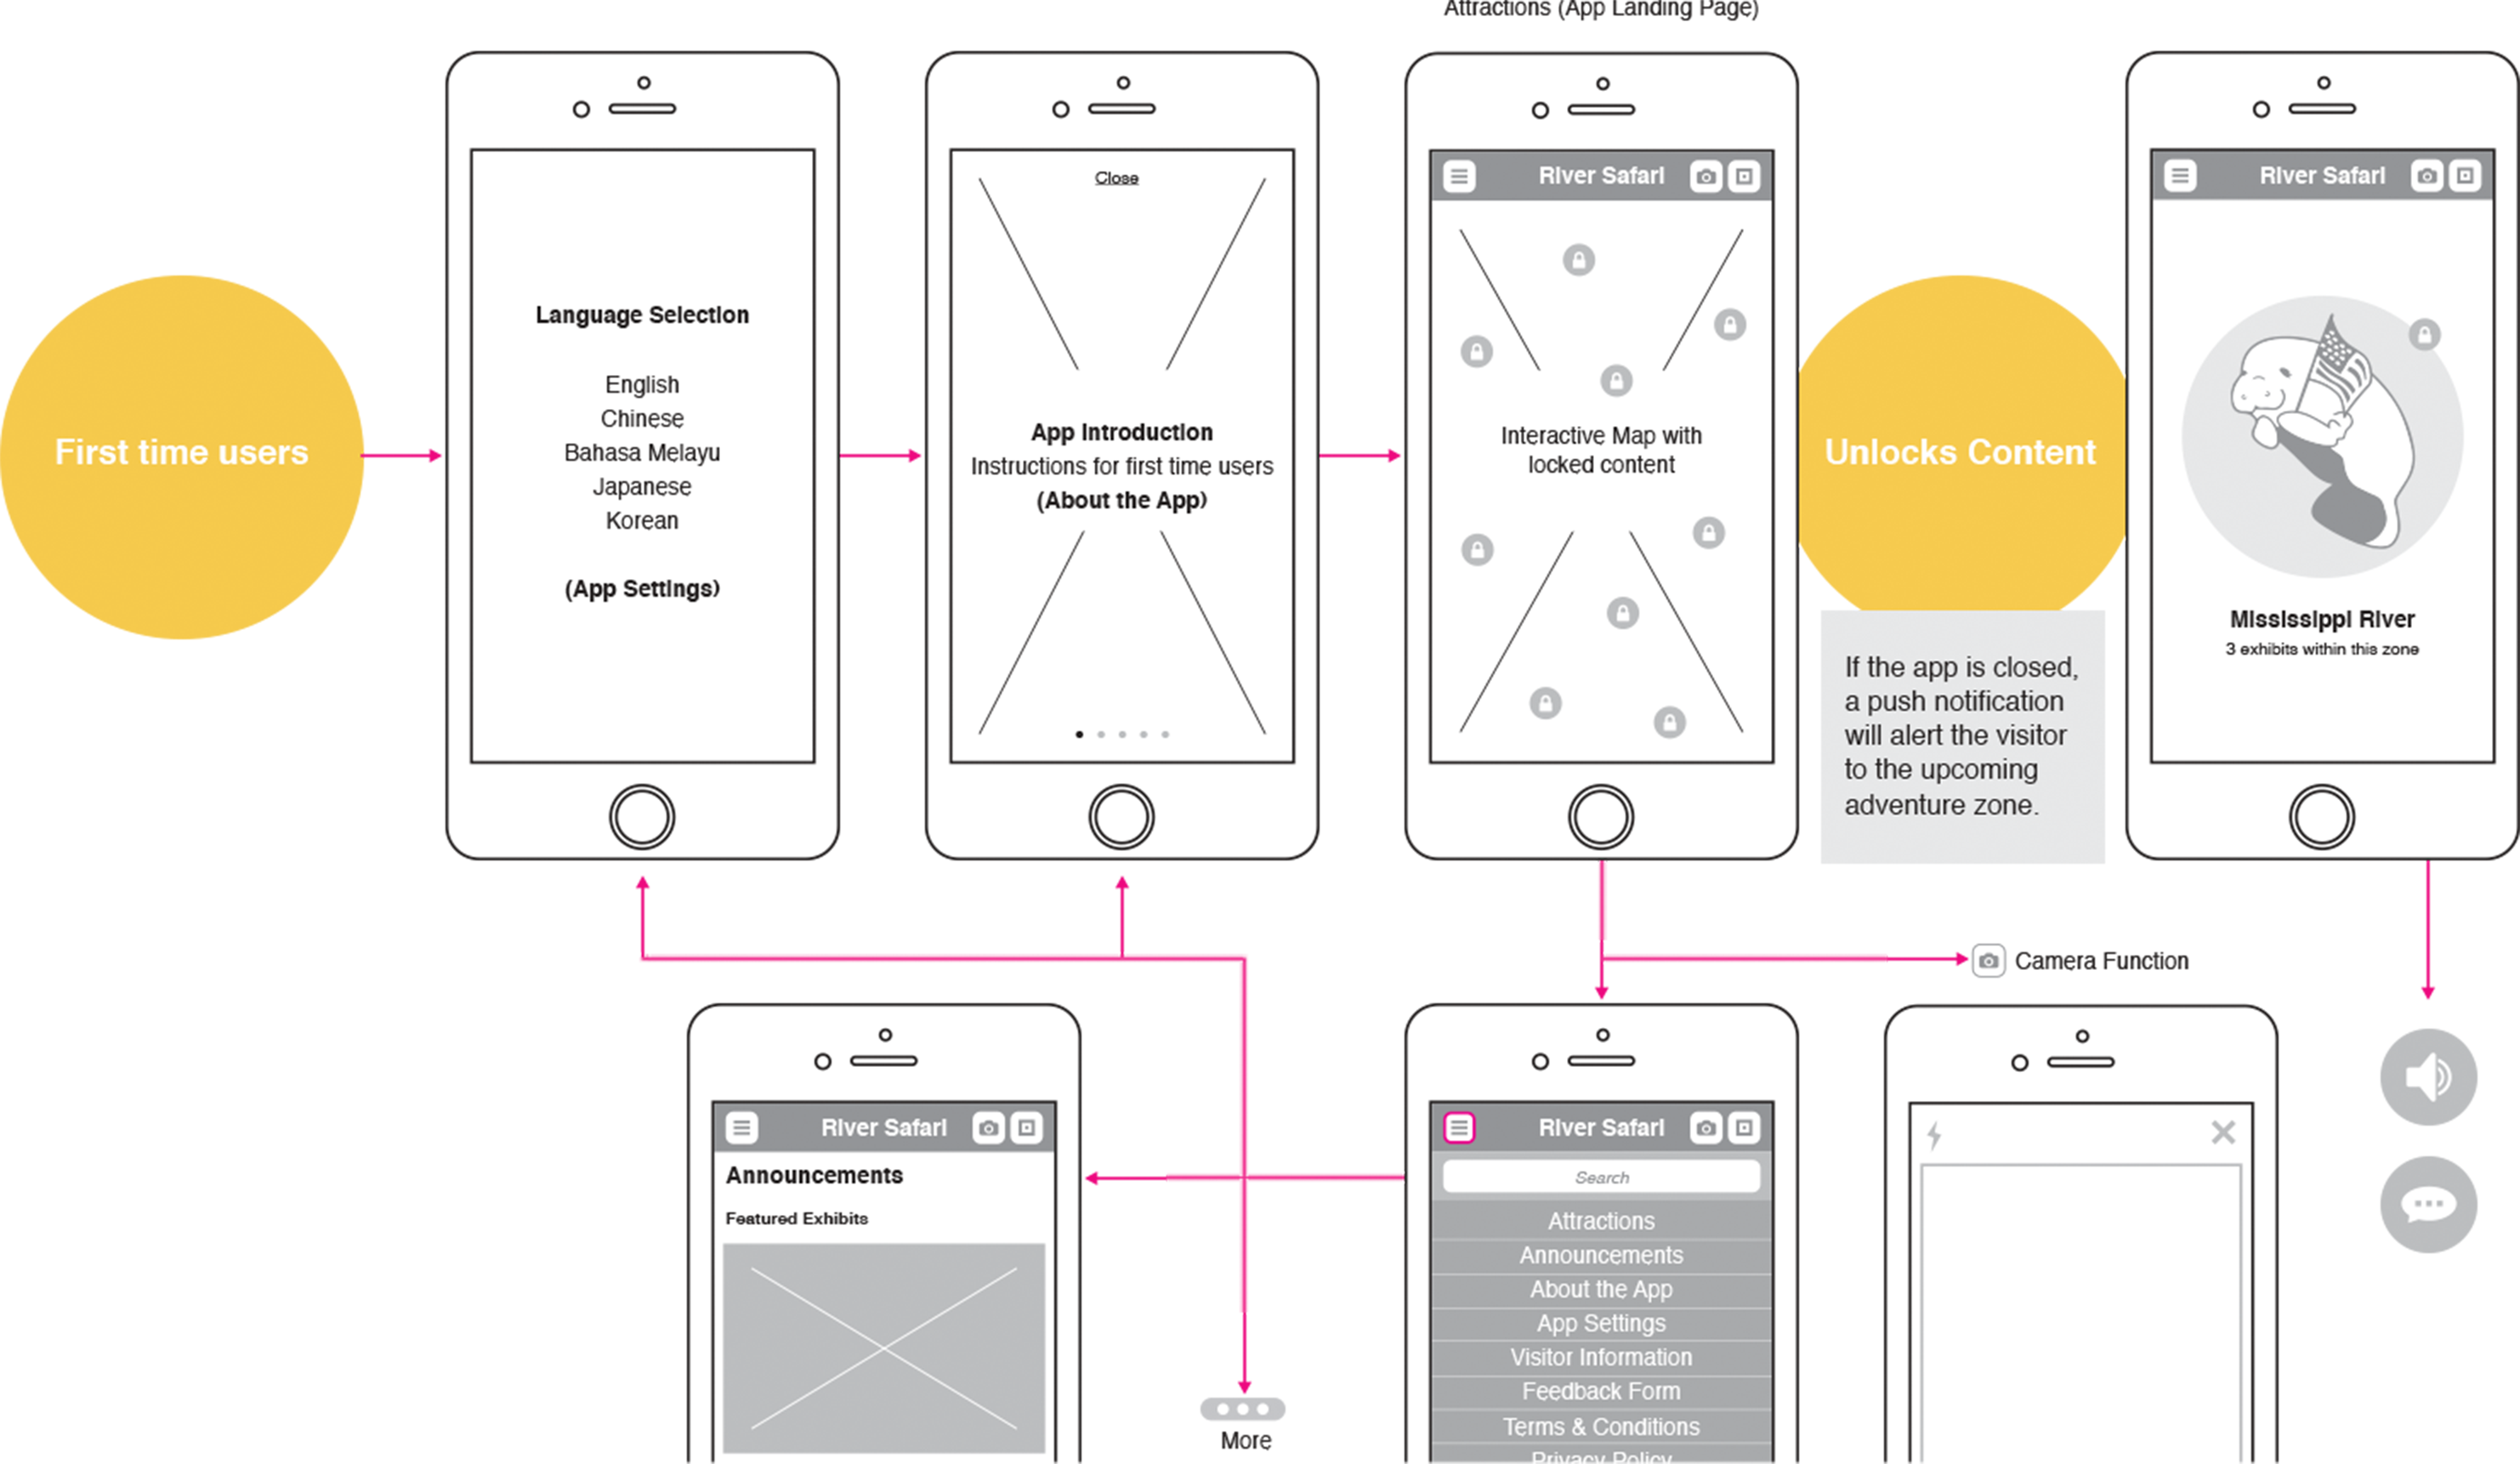 Attractions (App Landing Page)
First time users
Language Selection
English
Chinese
Bahasa Melayu
Japanese
Korean
(App Settings)
Close
App Introduction
Instructions for first time users
(About the App)
River Safari
Interactive Map with
locked content
Unlocks Content
If the app is closed,
a push notification
will alert the visitor
to the upcoming
adventure zone.
River Safari
Mississippi River
3 exhibits within this zone
Camera Function
River Safari
Announcements
Featured Exhibits
More
River Safari
Search
Attractions
Announcements
About the App
App Settings
Visitor Information
Feedback Form
Terms & Conditions
Privacy Policy